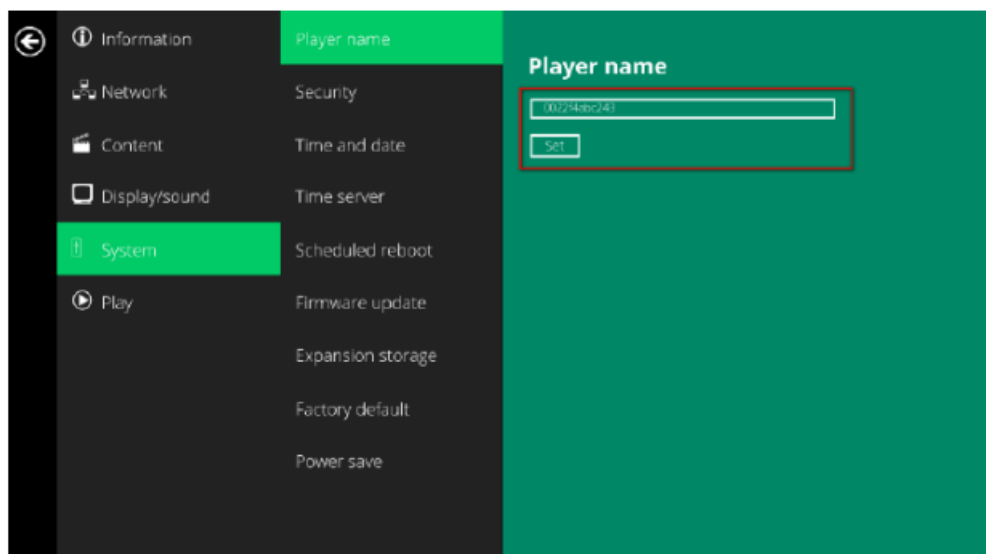 Information
Network
Content
Display/sound
System
Play
Player name
Security
Time and date
Time server
Scheduled reboot
Firmware update
Expansion storage
Factory default
Power save
Player name
Set